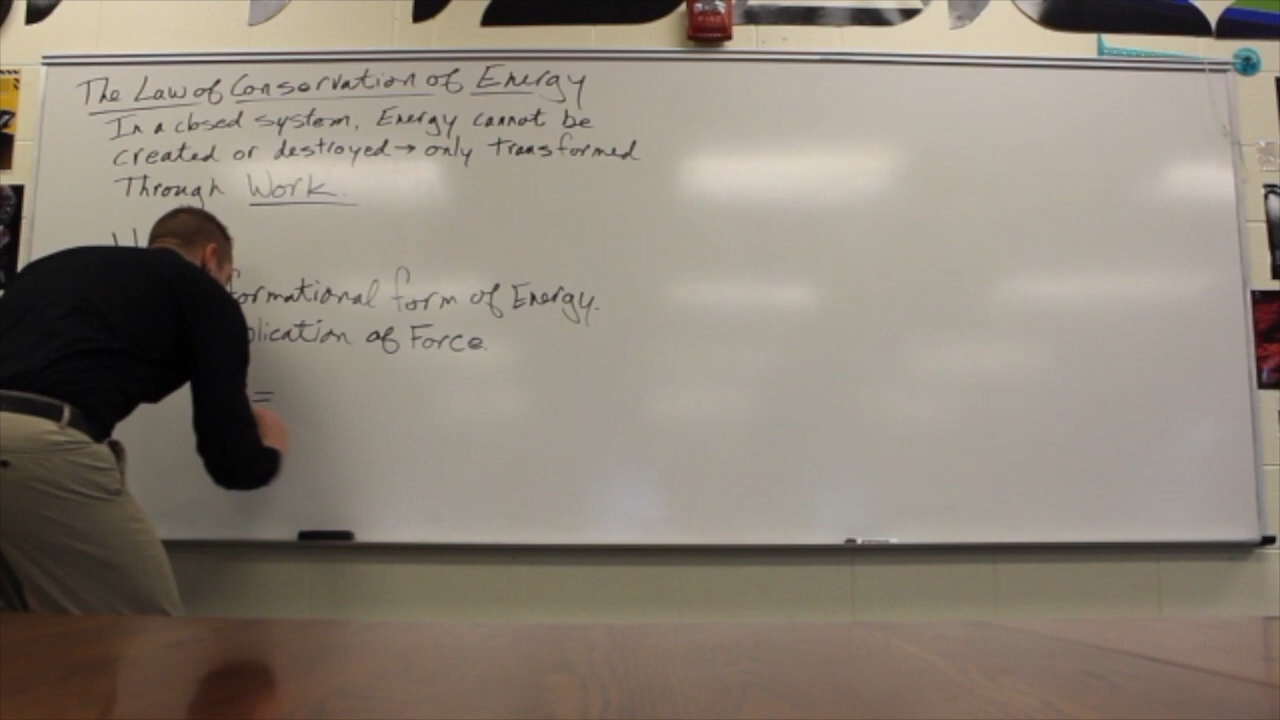 The Law of Conservation of Energy
In a closed system, Energy cannot be
created or destroyed → only transformed
Through Work.
formational form of Energy.
plication of Force.
=